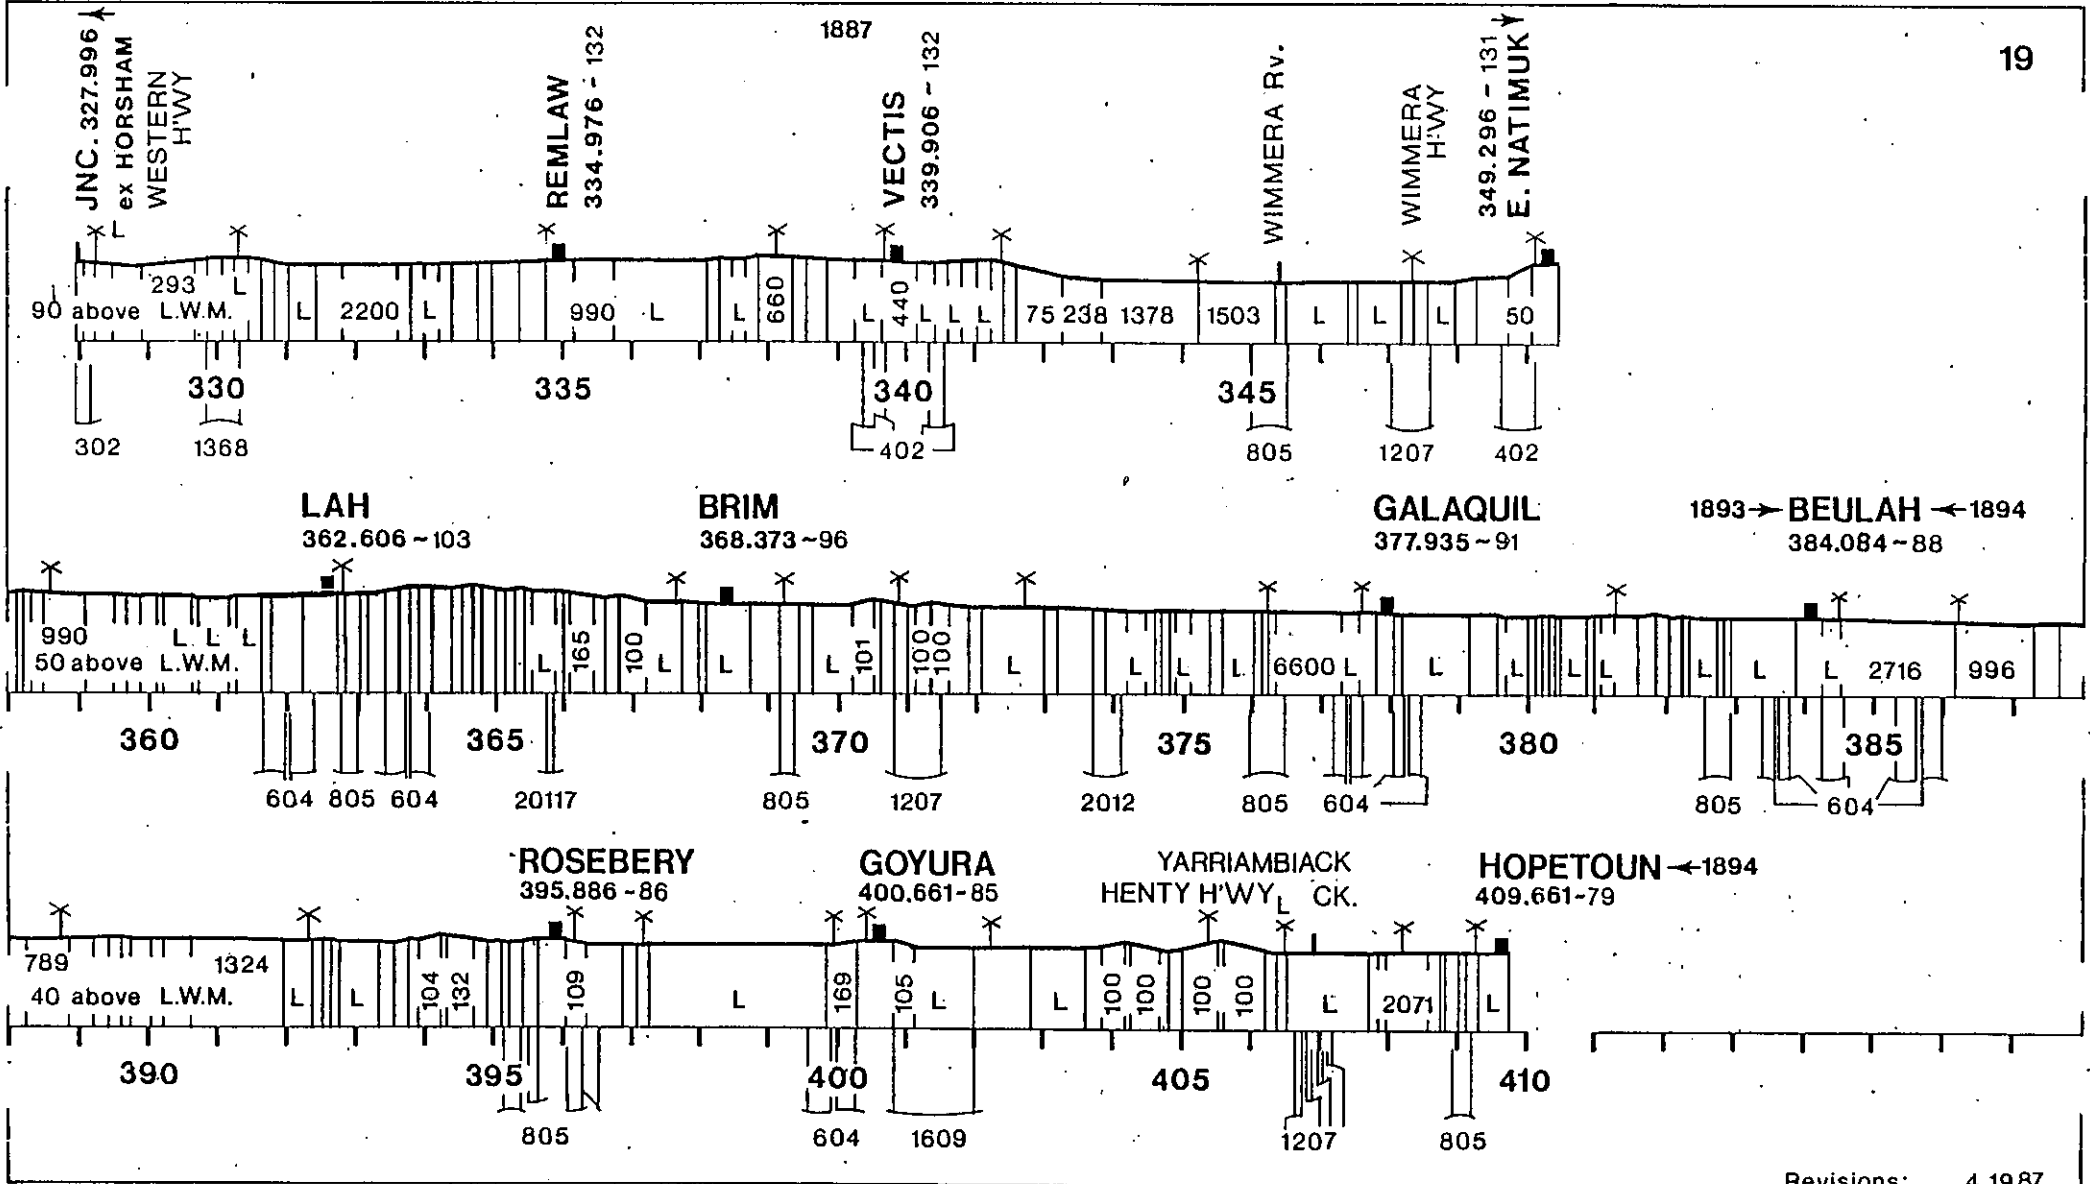 1887
19
JNC. 327.996
L ex HORSHAM
WESTERN
H'WY
REMLAW
334.976 - 132
VECTIS
339.906 ~ 132
WIMMERA Rv.
WIMMERA
H'WY
349.296 - 131
E. NATIMUK
293 L
90 above L.W.M. L 2200 L 990 L L 660 L 440 L L L 75 238 1378 1503 L L L 50
330 335 340 345
302 1368 402 805 1207 402
LAH BRIM GALAQUIL 1893 → BEULAH ← 1894
362.606 ~ 103 368.373 ~ 96 377.935 ~ 91 384.084 ~ 88
990 L L L
50 above L.W.M. L 165 100 L L L 101 100 100 L L L L 6600 L L L L L L L L 2716 996
360 365 370 375 380 385
604 805 604 20117 805 1207 2012 805 604 805 604
ROSEBERY GOYURA YARRIAMBIACK HOPETOUN ← 1894
395.886 ~ 86 400.661-85 HENTY H'WY L CK. 409.661-79
789 1324
40 above L.W.M. L L 104 132 109 L 169 105 L L 100 100 100 100 L 2071 L
390 395 400 405 410
805 604 1609 1207 805
Revisions: 4.19.87